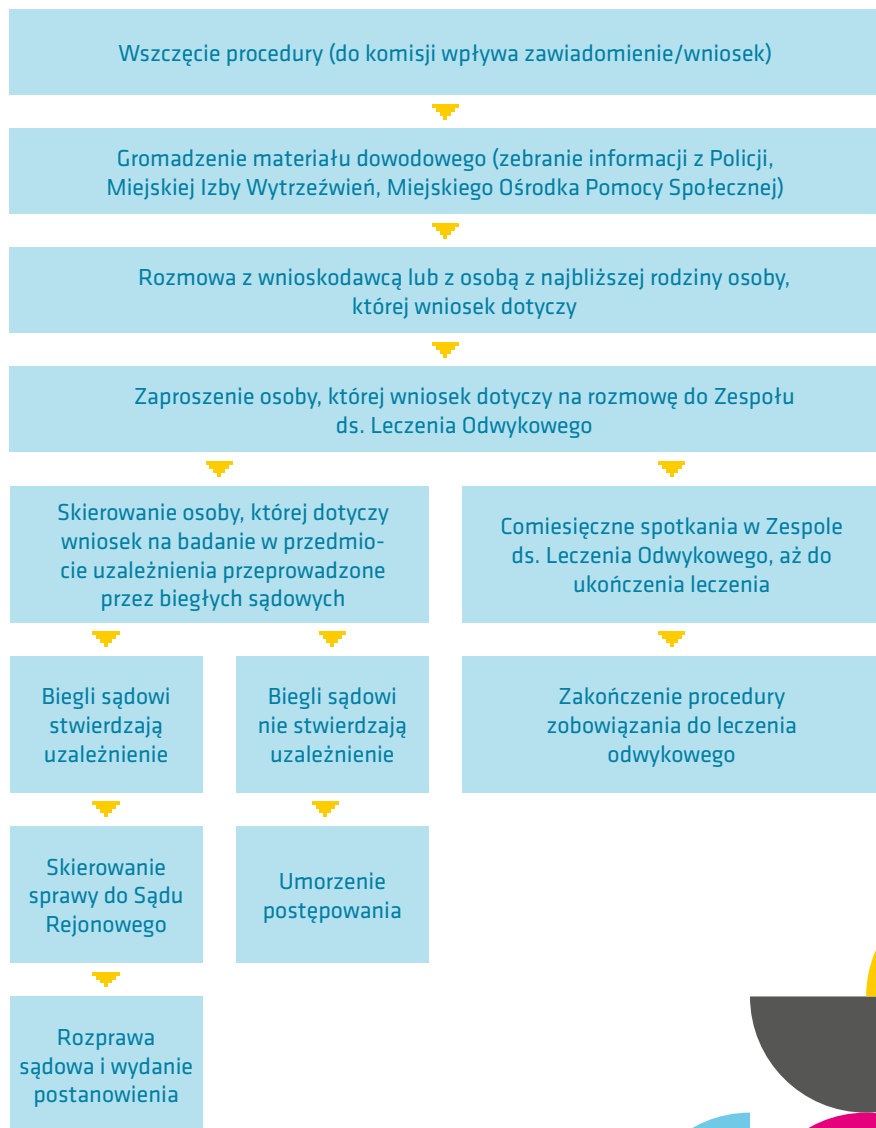 Wszczęcie procedury (do komisji wpływa zawiadomienie/wniosek)
Gromadzenie materiału dowodowego (zebranie informacji z Policji,
Miejskiej Izby Wytrzeźwień, Miejskiego Ośrodka Pomocy Społecznej)
Rozmowa z wnioskodawcą lub z osobą z najbliższej rodziny osoby,
której wniosek dotyczy
Zaproszenie osoby, której wniosek dotyczy na rozmowę do Zespołu
ds. Leczenia Odwykowego
Skierowanie osoby, której dotyczy
wniosek na badanie w przedmio-
cie uzależnienia przeprowadzone
przez biegłych sądowych
Comiesięczne spotkania w Zespole
ds. Leczenia Odwykowego, aż do
ukończenia leczenia
Biegli sądowi
stwierdzają
uzależnienie
Biegli sądowi
nie stwierdzają
uzależnienie
Zakończenie procedury
zobowiązania do leczenia
odwykowego
Skierowanie
sprawy do Sądu
Rejonowego
Umorzenie
postępowania
Rozprawa
sądowa i wydanie
postanowienia